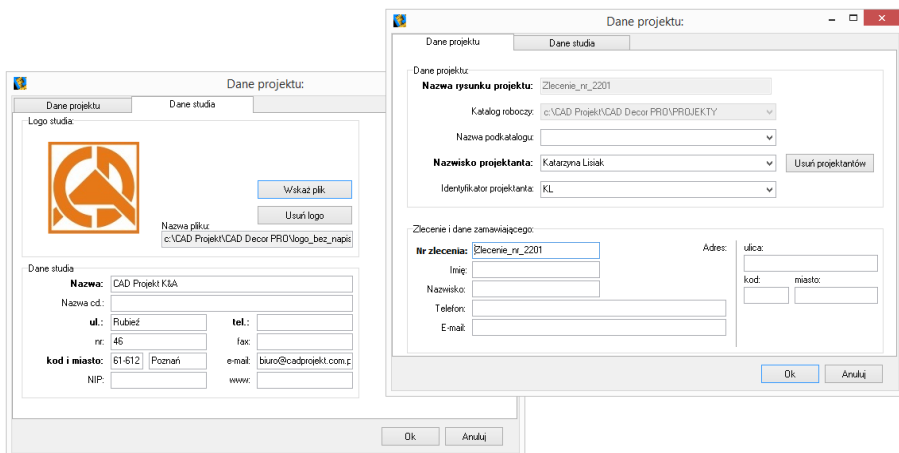 Dane projektu:
Dane projektu Dane studia
Logo studia:
Wskaż plik
Usuń logo
Nazwa pliku:
c:\CAD Projekt\CAD Decor PRO\logo_bez_napis
Dane studia
Nazwa: CAD Projekt K&A
Nazwa cd.:
ul.: Rubież tel.:
nr: 46 fax:
kod i miasto: 61-612 Poznań e-mail: biuro@cadprojekt.com.p
NIP: www:
Ok Anuluj
Dane projektu:
Dane projektu Dane studia
Dane projektu:
Nazwa rysunku projektu: Zlecenie_nr_2201
Katalog roboczy: c:\CAD Projekt\CAD Decor PRO\PROJEKTY
Nazwa podkatalogu:
Nazwisko projektanta: Katarzyna Lisiak Usuń projektantów
Identyfikator projektanta: KL
Zlecenie i dane zamawiającego:
Nr zlecenia: Zlecenie_nr_2201 Adres: ulica:
Imię:
kod: miasto:
Nazwisko:
Telefon:
E-mail:
Ok Anuluj